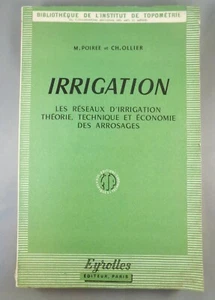 BIBLIOTHÈQUE DE L'INSTITUT DE TOPOMÉTRIE
M. POIRÉE et CH. OLLIER
IRRIGATION
LES RÉSEAUX D'IRRIGATION
THÉORIE, TECHNIQUE ET ÉCONOMIE
DES ARROSAGES
Eyrolles
ÉDITEUR, PARIS